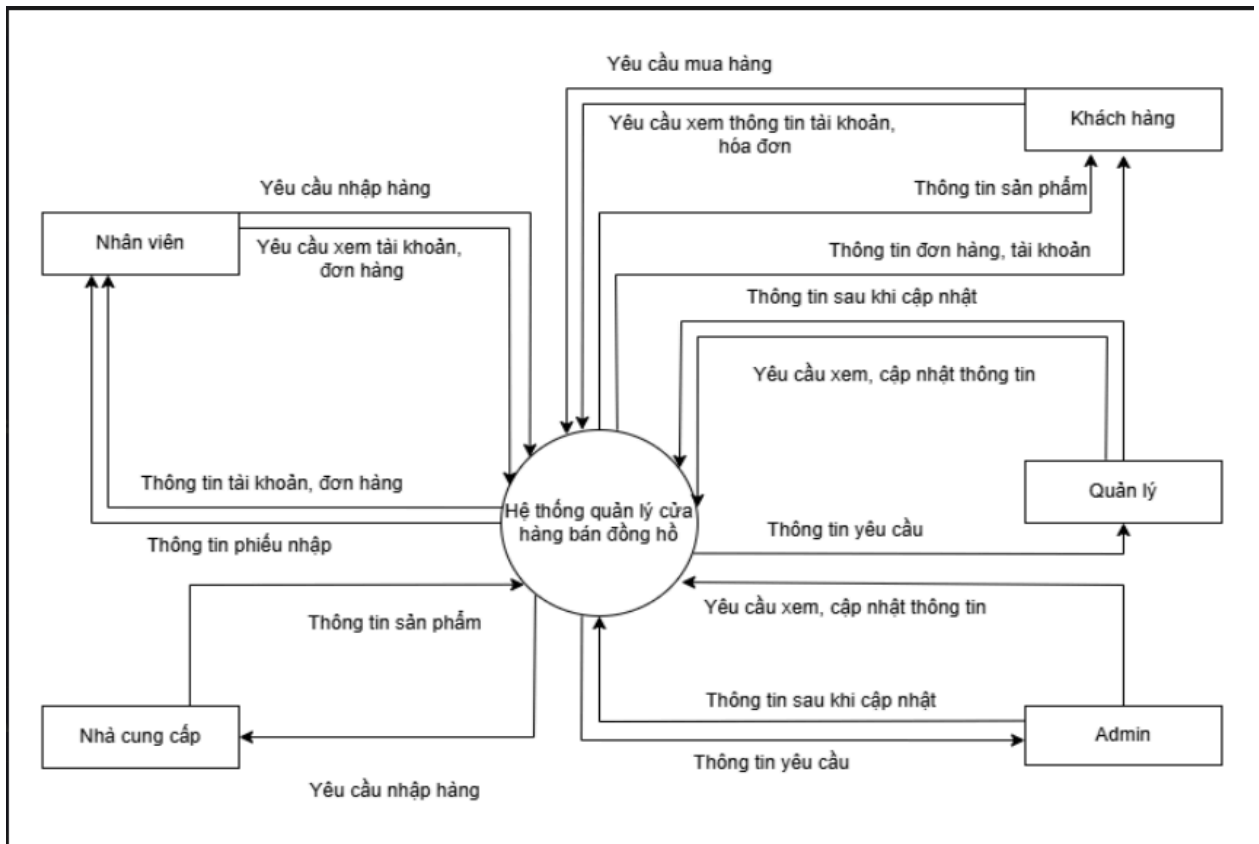 Yêu cầu mua hàng
Khách hàng
Yêu cầu xem thông tin tài khoản,
hóa đơn
Yêu cầu nhập hàng
Thông tin sản phẩm
Nhân viên
Yêu cầu xem tài khoản,
đơn hàng
Thông tin đơn hàng, tài khoản
Thông tin sau khi cập nhật
Yêu cầu xem, cập nhật thông tin
Thông tin tài khoản, đơn hàng
Quản lý
Hệ thống quản lý cửa
hàng bán đồng hồ
Thông tin yêu cầu
Thông tin phiếu nhập
Yêu cầu xem, cập nhật thông tin
Thông tin sản phẩm
Thông tin sau khi cập nhật
Nhà cung cấp
Admin
Thông tin yêu cầu
Yêu cầu nhập hàng